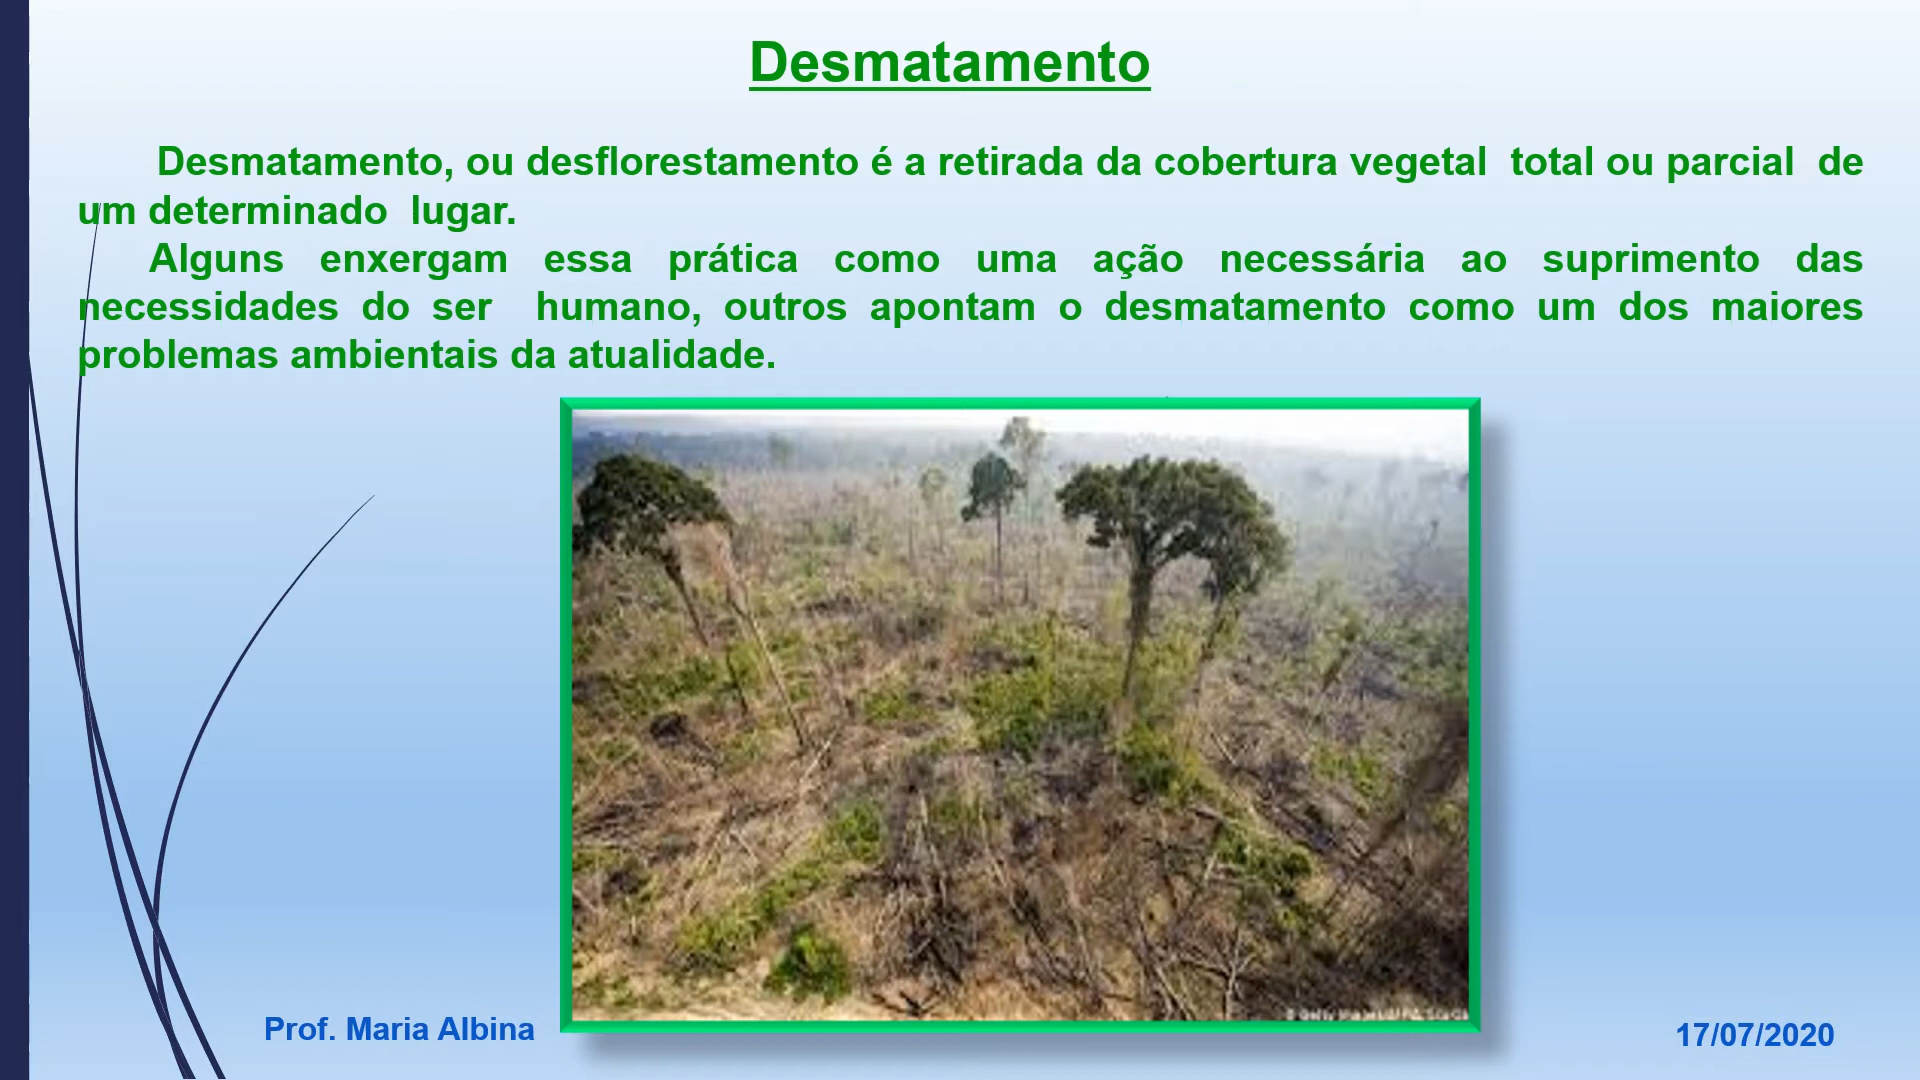 Desmatamento
Desmatamento, ou desflorestamento é a retirada da cobertura vegetal total ou parcial de
um determinado lugar.
Alguns enxergam essa prática como uma ação necessária ao suprimento das
necessidades do ser humano, outros apontam o desmatamento como um dos maiores
problemas ambientais da atualidade.
Prof. Maria Albina
17/07/2020